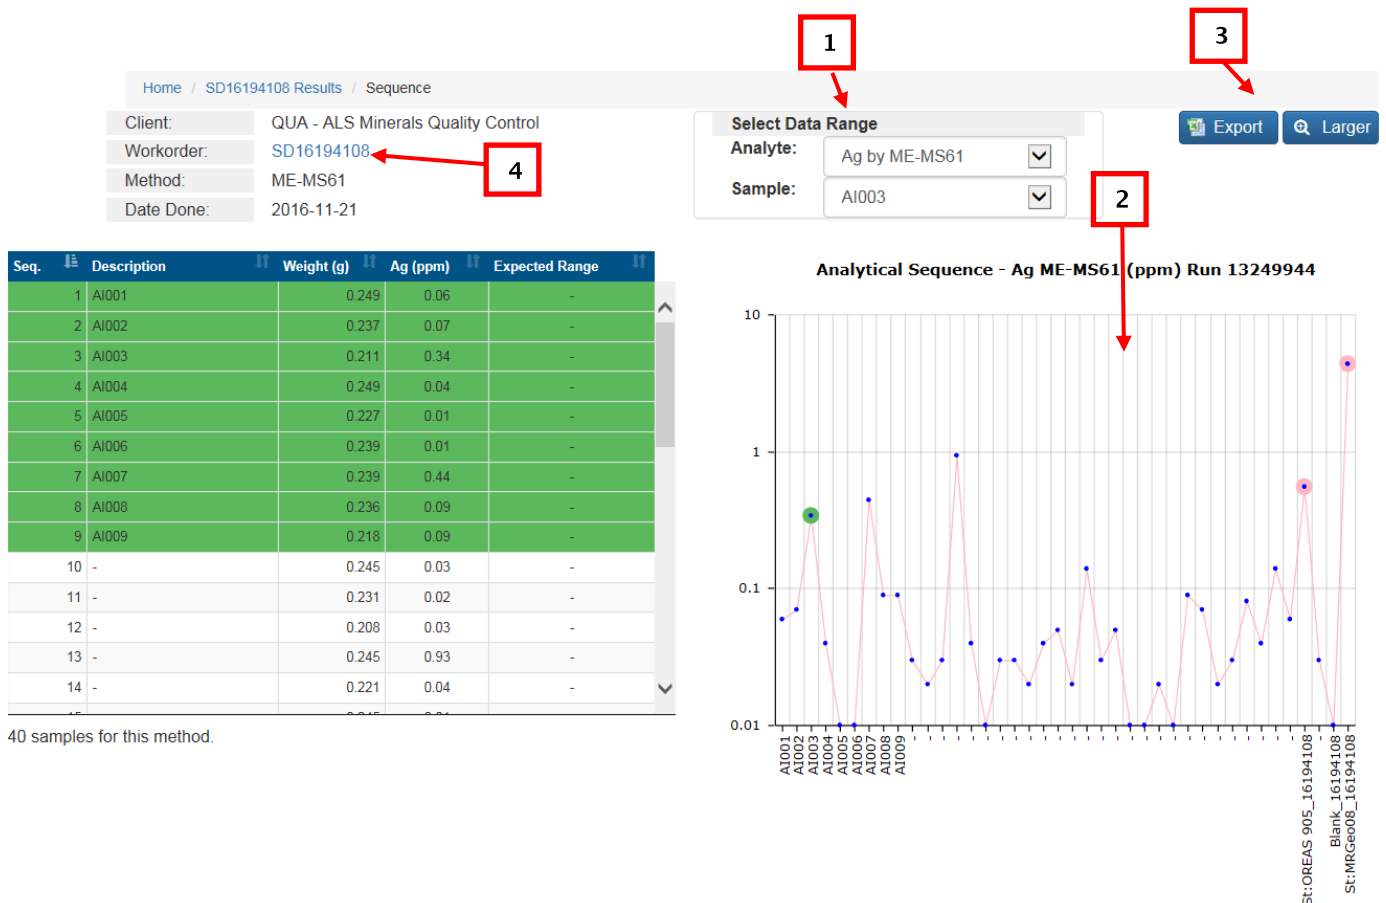 1
3
Home / SD16194108 Results / Sequence
Client: QUA - ALS Minerals Quality Control
Workorder: SD16194108
Method: ME-MS61
Date Done: 2016-11-21
4
Select Data Range
Analyte: Ag by ME-MS61
Sample: AI003
Export
Larger
2
Seq. Description Weight (g) Ag (ppm) Expected Range
1 AI001 0.249 0.06 -
2 AI002 0.237 0.07 -
3 AI003 0.211 0.34 -
4 AI004 0.249 0.04 -
5 AI005 0.227 0.01 -
6 AI006 0.239 0.01 -
7 AI007 0.239 0.44 -
8 AI008 0.236 0.09 -
9 AI009 0.218 0.09 -
10 - 0.245 0.03 -
11 - 0.231 0.02 -
12 - 0.208 0.03 -
13 - 0.245 0.93 -
14 - 0.221 0.04 -
40 samples for this method.
Analytical Sequence - Ag ME-MS61 (ppm) Run 13249944
10
1
0.1
0.01
AI001
AI002
AI003
AI004
AI005
AI006
AI007
AI008
AI009
St:OREAS 905_16194108
Blank_16194108
St:MRGeo08_16194108